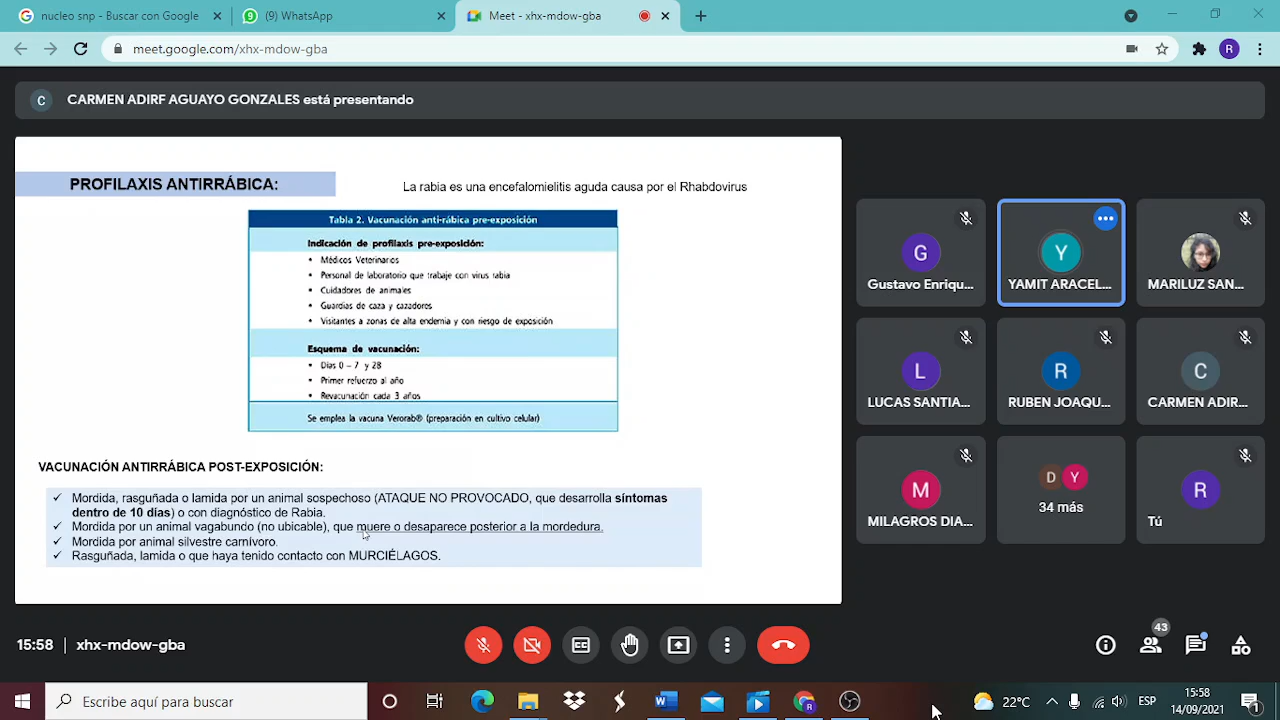 nucleo snp - Buscar con Google
(9) WhatsApp
Meet - xhx-mdow-gba
meet.google.com/xhx-mdow-gba
R
C
CARMEN ADIRF AGUAYO GONZALES está presentando
PROFILAXIS ANTIRRÁBICA:
La rabia es una encefalomielitis aguda causa por el Rhabdovirus
Tabla 2. Vacunación anti-rábica pre-exposición
Indicación de profilaxis pre-exposición:
• Médicos Veterinarios
• Personal de laboratorio que trabaje con virus rabia
• Cuidadores de animales
• Guardias de caza y cazadores
• Visitantes a zonas de alta endemia y con riesgo de exposición
Esquema de vacunación:
• Días 0 – 7 y 28
• Primer refuerzo al año
• Revacunación cada 3 años
Se emplea la vacuna Verorab® (preparación en cultivo celular)
VACUNACIÓN ANTIRRÁBICA POST-EXPOSICIÓN:
✓ Mordida, rasguñada o lamida por un animal sospechoso (ATAQUE NO PROVOCADO, que desarrolla síntomas
dentro de 10 días) o con diagnóstico de Rabia.
✓ Mordida por un animal vagabundo (no ubicable), que muere o desaparece posterior a la mordedura.
✓ Mordida por animal silvestre carnívoro.
✓ Rasguñada, lamida o que haya tenido contacto con MURCIÉLAGOS.
G
Gustavo Enriqu...
Y
YAMIT ARACEL...
MARILUZ SAN...
L
LUCAS SANTIA...
R
RUBEN JOAQU...
C
CARMEN ADIR...
M
MILAGROS DIA...
D Y
34 más
R
Tú
15:58 | xhx-mdow-gba
43
Escribe aquí para buscar
22°C
ESP
15:58
14/09/2021
1